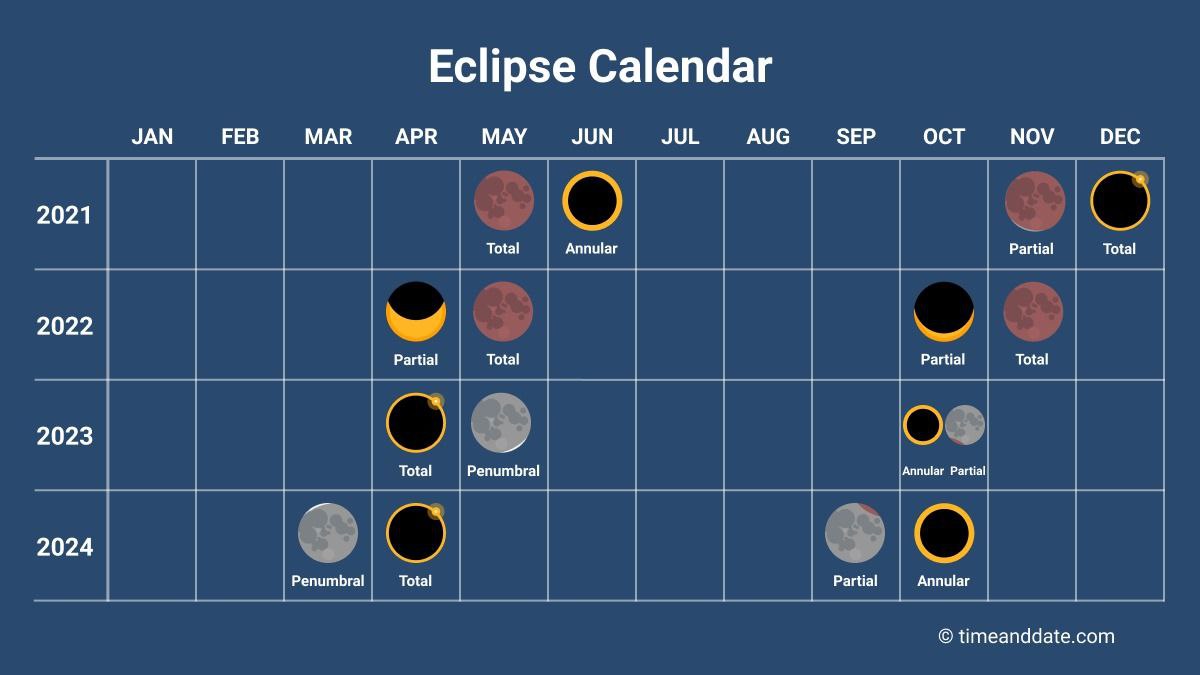 Eclipse Calendar
JAN FEB MAR APR MAY JUN JUL AUG SEP OCT NOV DEC
2021
Total Annular Partial Total
2022
Partial Total Partial Total
2023
Total Penumbral Annular Partial
2024
Penumbral Total Partial Annular
© timeanddate.com